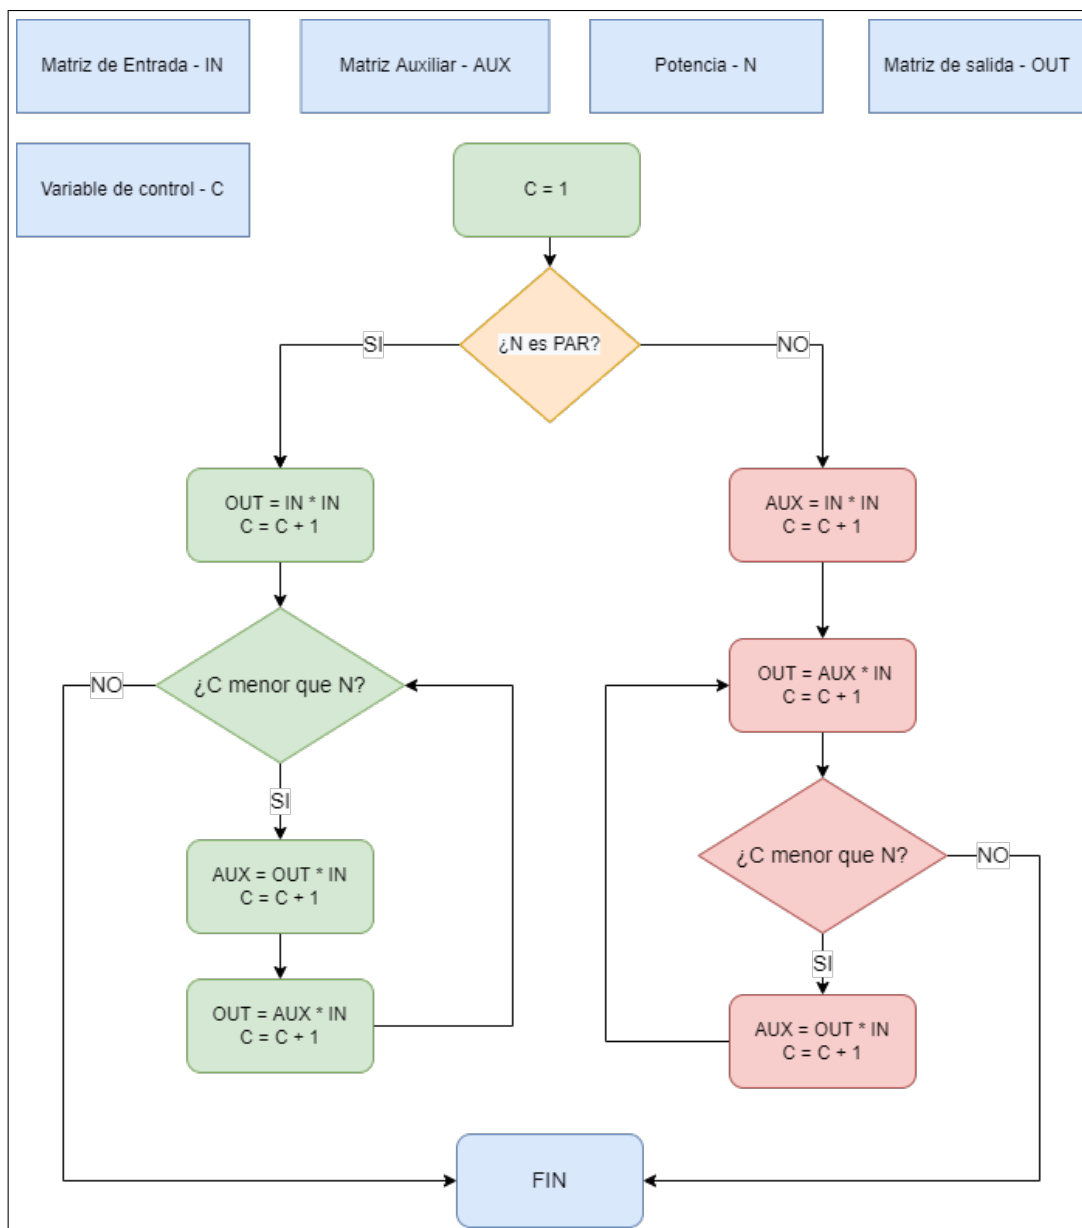 Matriz de Entrada - IN
Matriz Auxiliar - AUX
Potencia - N
Matriz de salida - OUT
Variable de control - C
C = 1
¿N es PAR?
SI
NO
OUT = IN * IN
C = C + 1
AUX = IN * IN
C = C + 1
¿C menor que N?
NO
SI
OUT = AUX * IN
C = C + 1
¿C menor que N?
NO
SI
AUX = OUT * IN
C = C + 1
OUT = AUX * IN
C = C + 1
AUX = OUT * IN
C = C + 1
FIN